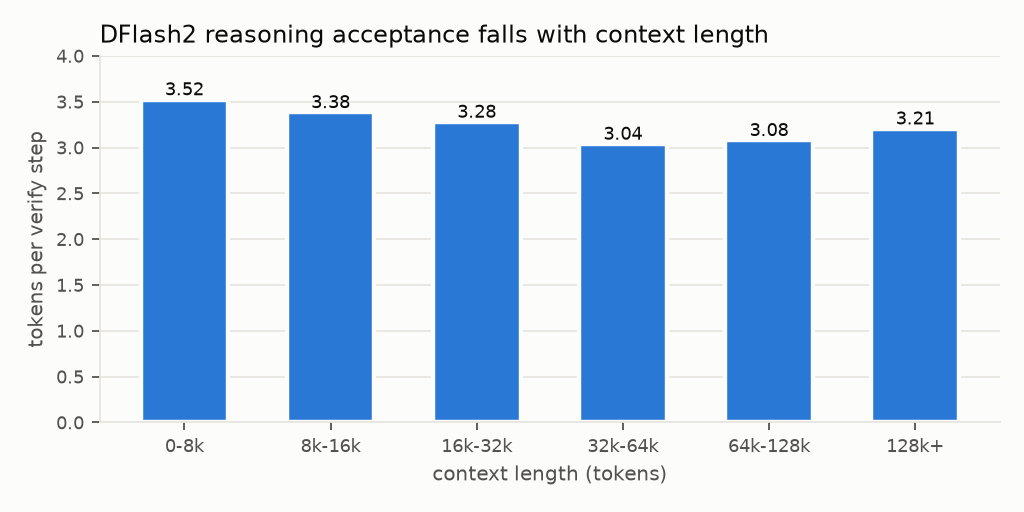 DFlash2 reasoning acceptance falls with context length
tokens per verify step
4.0
3.5
3.0
2.5
2.0
1.5
1.0
0.5
0.0
3.52
3.38
3.28
3.04
3.08
3.21
0-8k
8k-16k
16k-32k
32k-64k
64k-128k
128k+
context length (tokens)